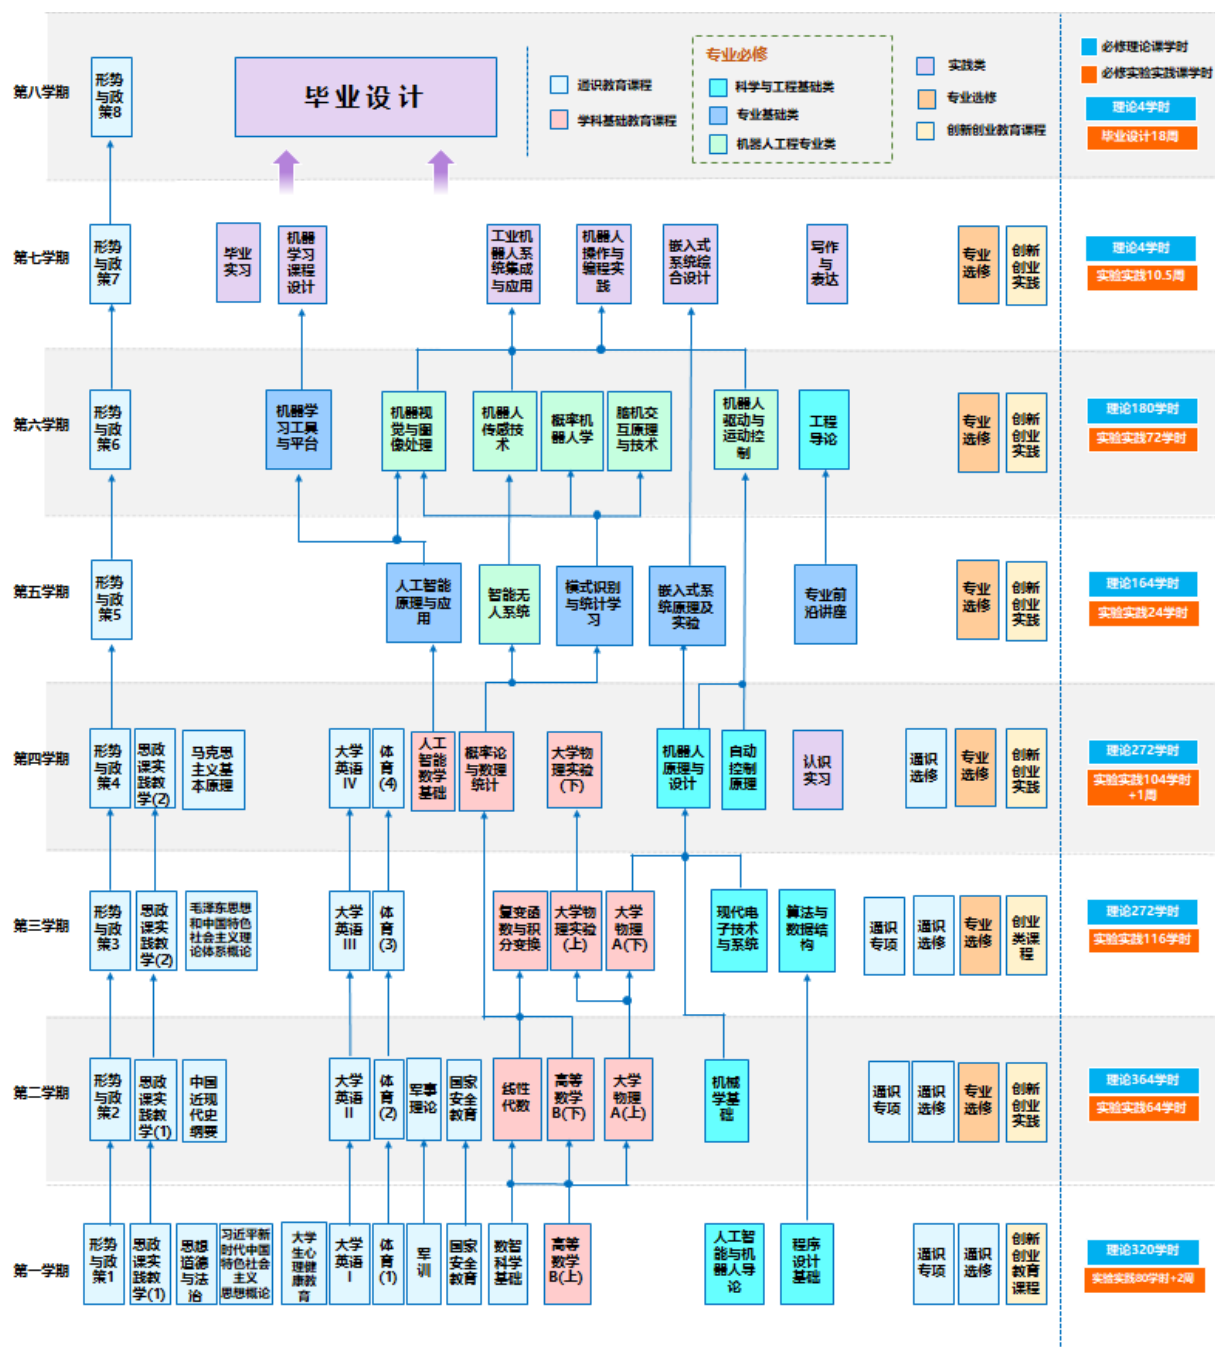 第八学期
形势
与政
策8
毕业设计
通识教育课程
学科基础教育课程
专业必修
科学与工程基础类
专业基础类
机器人工程专业类
实践类
专业选修
创新创业教育课程
必修理论课学时
必修实验实践课学时
理论4学时
毕业设计18周
第七学期
形势
与政
策7
毕业
实习
机器
学习
课程
设计
工业机
器人系
统集成
与应用
机器人
操作与
编程实
践
嵌入式
系统综
合设计
写作
与
表达
专业
选修
创新
创业
实践
理论4学时
实验实践10.5周
第六学期
形势
与政
策6
机器学
习工具
与平台
机器视
觉与图
像处理
机器人
传感技
术
概率机
器人学
脑机交
互原理
与技术
机器人
驱动与
运动控
制
工程
导论
专业
选修
创新
创业
实践
理论180学时
实验实践72学时
第五学期
形势
与政
策5
人工智能
原理与应
用
智能无
人系统
模式识别
与统计学
习
嵌入式系
统原理及
实验
专业前
沿讲座
专业
选修
创新
创业
实践
理论164学时
实验实践24学时
第四学期
形势
与政
策4
思政
课实
践教
学(2)
马克思
主义基
本原理
大学
英语
IV
体
育
(4)
人工
智能
数学
基础
概率论
与数理
统计
大学物
理实验
(下)
机器人
原理与
设计
自动
控制
原理
认识
实习
通识
选修
专业
选修
创新
创业
实践
理论272学时
实验实践104学时
+1周
第三学期
形势
与政
策3
思政
课实
践教
学(2)
毛泽东思想
和中国特色
社会主义理
论体系概论
大学
英语
III
体
育
(3)
复变函
数与积
分变换
大学物
理实验
(上)
大学
物理
A(下)
现代电
子技术
与系统
算法与
数据结
构
通识
专项
通识
选修
专业
选修
创业
类课
程
理论272学时
实验实践116学时
第二学期
形势
与政
策2
思政
课实
践教
学(1)
中国
近现
代史
纲要
大学
英语
II
体
育
(2)
军事
理论
国家
安全
教育
线性
代数
高等
数学
B(下)
大学
物理
A(上)
机械
学基
础
通识
专项
通识
选修
专业
选修
创新
创业
实践
理论364学时
实验实践64学时
第一学期
形势
与政
策1
思政
课实
践教
学(1)
思想
道德
与法
治
习近平新
时代中国
特色社会
主义
思想概论
大学
生心
理健
康教
育
大学
英语
I
体
育
(1)
军
训
国家
安全
教育
数智
科学
基础
高等
数学
B(上)
人工智
能与机
器人导
论
程序
设计
基础
通识
专项
通识
选修
创新
创业
教育
课程
理论320学时
实验实践80学时+2周